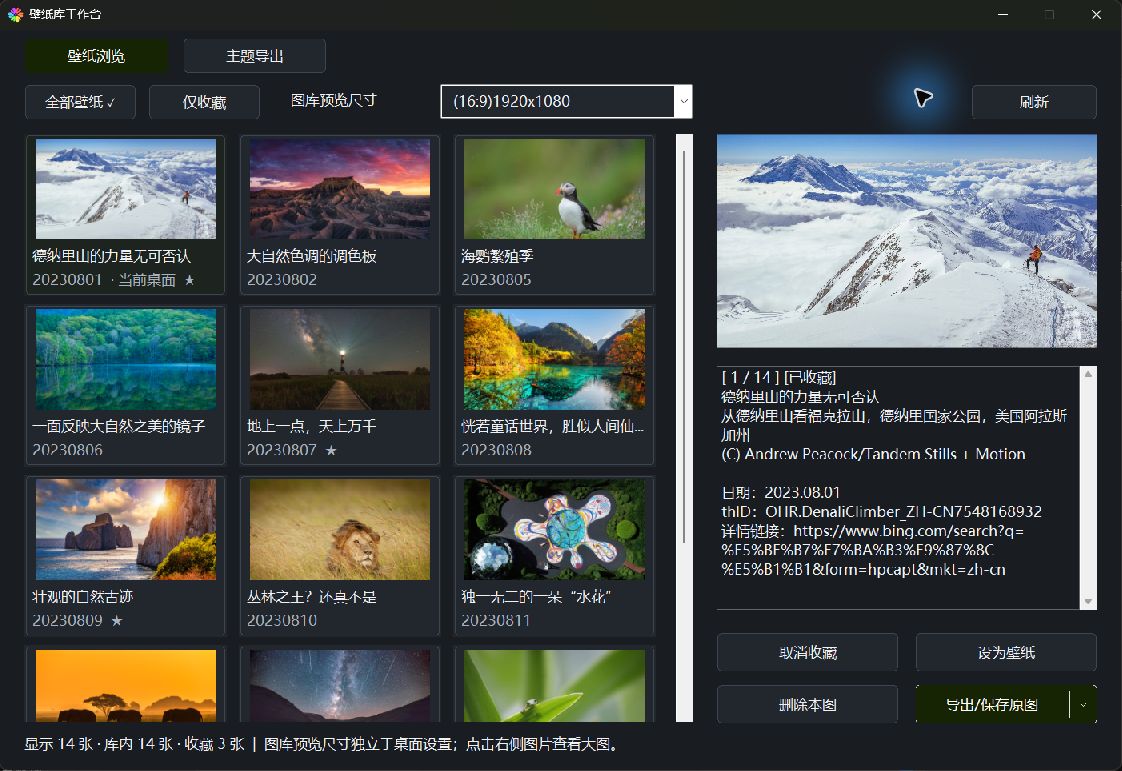 壁纸库工作台
壁纸浏览
主题导出
全部壁纸 ✓
仅收藏
图库预览尺寸
(16:9)1920x1080
刷新
德纳里山的力量无可否认
20230801 · 当前桌面 ★
大自然色调的调色板
20230802
海鹦繁殖季
20230805
一面反映大自然之美的镜子
20230806
地上一点，天上万千
20230807 ★
恍若童话世界，胜似人间仙...
20230808
壮观的自然古迹
20230809 ★
丛林之王？还真不是
20230810
独一无二的一朵“水花”
20230811
[ 1 / 14 ] [已收藏]
德纳里山的力量无可否认
从德纳里山看福克拉山，德纳里国家公园，美国阿拉斯
加州
(C) Andrew Peacock/Tandem Stills + Motion
日期：2023.08.01
thID：OHR.DenaliClimber_ZH-CN7548168932
详情链接：https://www.bing.com/search?q=
%E5%BE%B7%E7%BA%B3%E9%87%8C
%E5%B1%B1&form=hpcapt&mkt=zh-cn
取消收藏
设为壁纸
删除本图
导出/保存原图
显示 14 张 · 库内 14 张 · 收藏 3 张 | 图库预览尺寸独立于桌面设置；点击右侧图片查看大图。